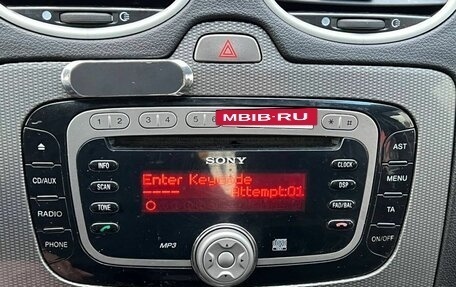 1 2 3 4 5 6
MBIB-RU
* #
SONY
INFO
SCAN
TONE
CD/AUX
RADIO
PHONE
Enter Keycode
---- Attempt:01
CLOCK
DSP
FAD/BAL
AST
MENU
TA
ON/OFF
MP3